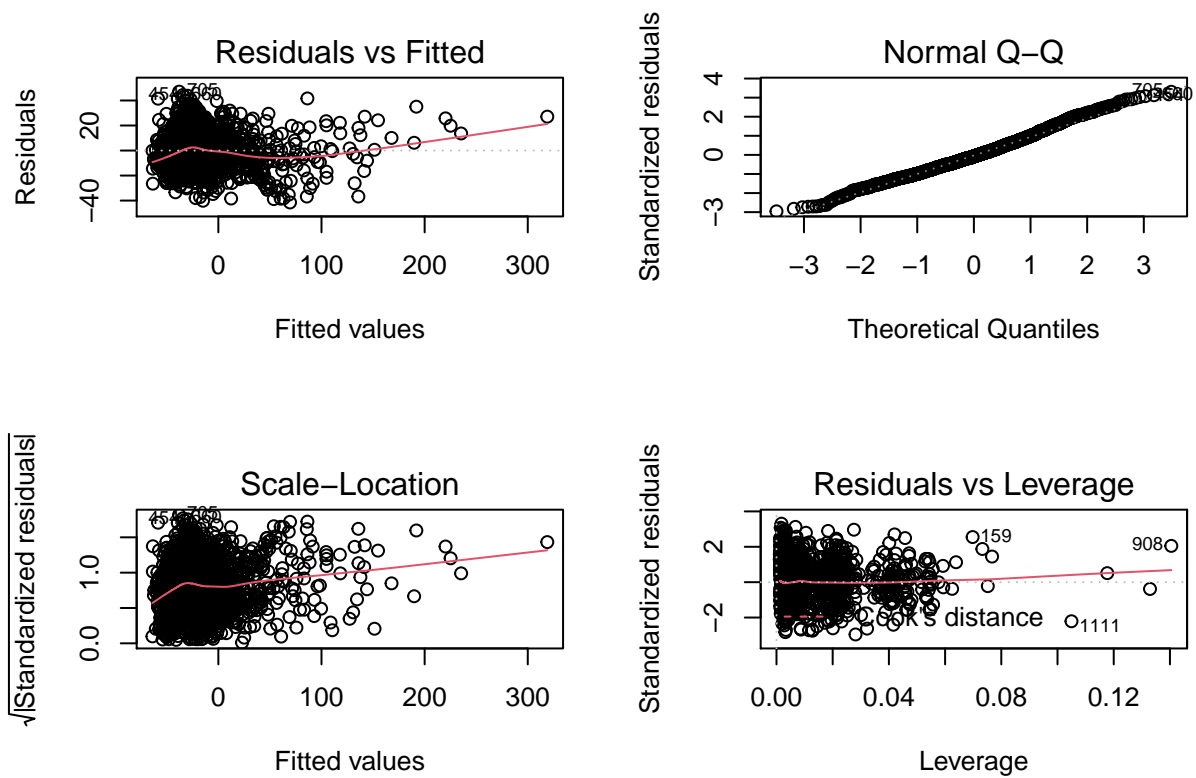 Residuals vs Fitted
Residuals
20
−40
705
0
100
200
300
Fitted values
Normal Q−Q
Standardized residuals
4
2
0
−3
−3
−2
−1
0
1
2
3
Theoretical Quantiles
Scale−Location
√|Standardized residuals|
1.0
0.0
705
0
100
200
300
Fitted values
Residuals vs Leverage
Standardized residuals
2
−2
159
908
1111
Cook's distance
0.00
0.04
0.08
0.12
Leverage